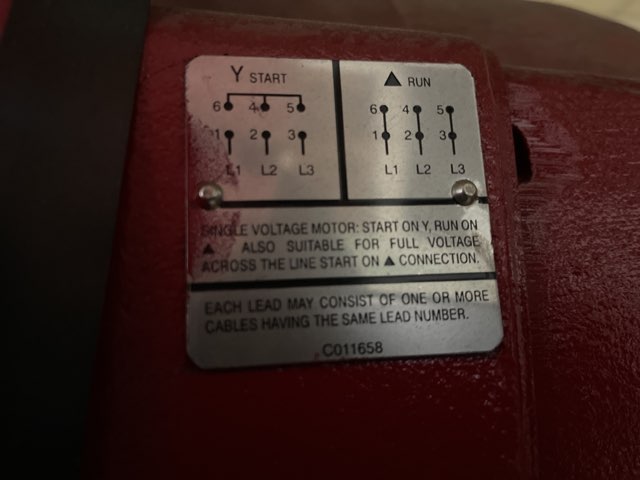 Y START
6 4 5
1 2 3
L1 L2 L3
▲ RUN
6 4 5
1 2 3
L1 L2 L3
SINGLE VOLTAGE MOTOR: START ON Y, RUN ON
▲ ALSO SUITABLE FOR FULL VOLTAGE
ACROSS THE LINE START ON ▲ CONNECTION.
EACH LEAD MAY CONSIST OF ONE OR MORE
CABLES HAVING THE SAME LEAD NUMBER.
C011658